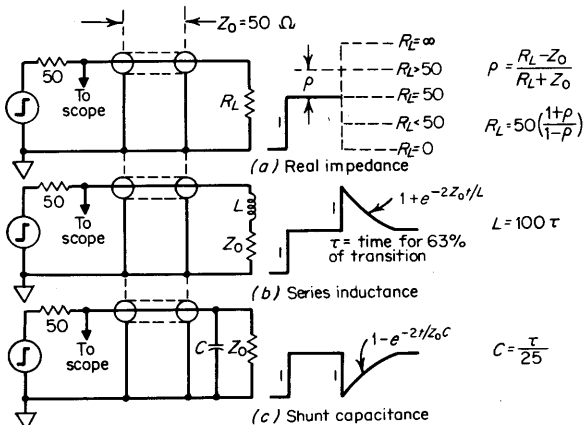 Z₀=50 Ω
50
To
scope
R_L
ρ
1
R_L=∞
R_L>50
R_L=50
R_L<50
R_L=0
ρ = (R_L−Z₀)/(R_L+Z₀)
R_L=50((1+ρ)/(1−ρ))
(a) Real impedance
50
To
scope
L
Z₀
1
1
1+e^−2Z₀t/L
τ= time for 63%
of transition
L=100 τ
(b) Series inductance
50
To
scope
C
Z₀
1
1
1−e^−2t/Z₀C
C=τ/25
(c) Shunt capacitance